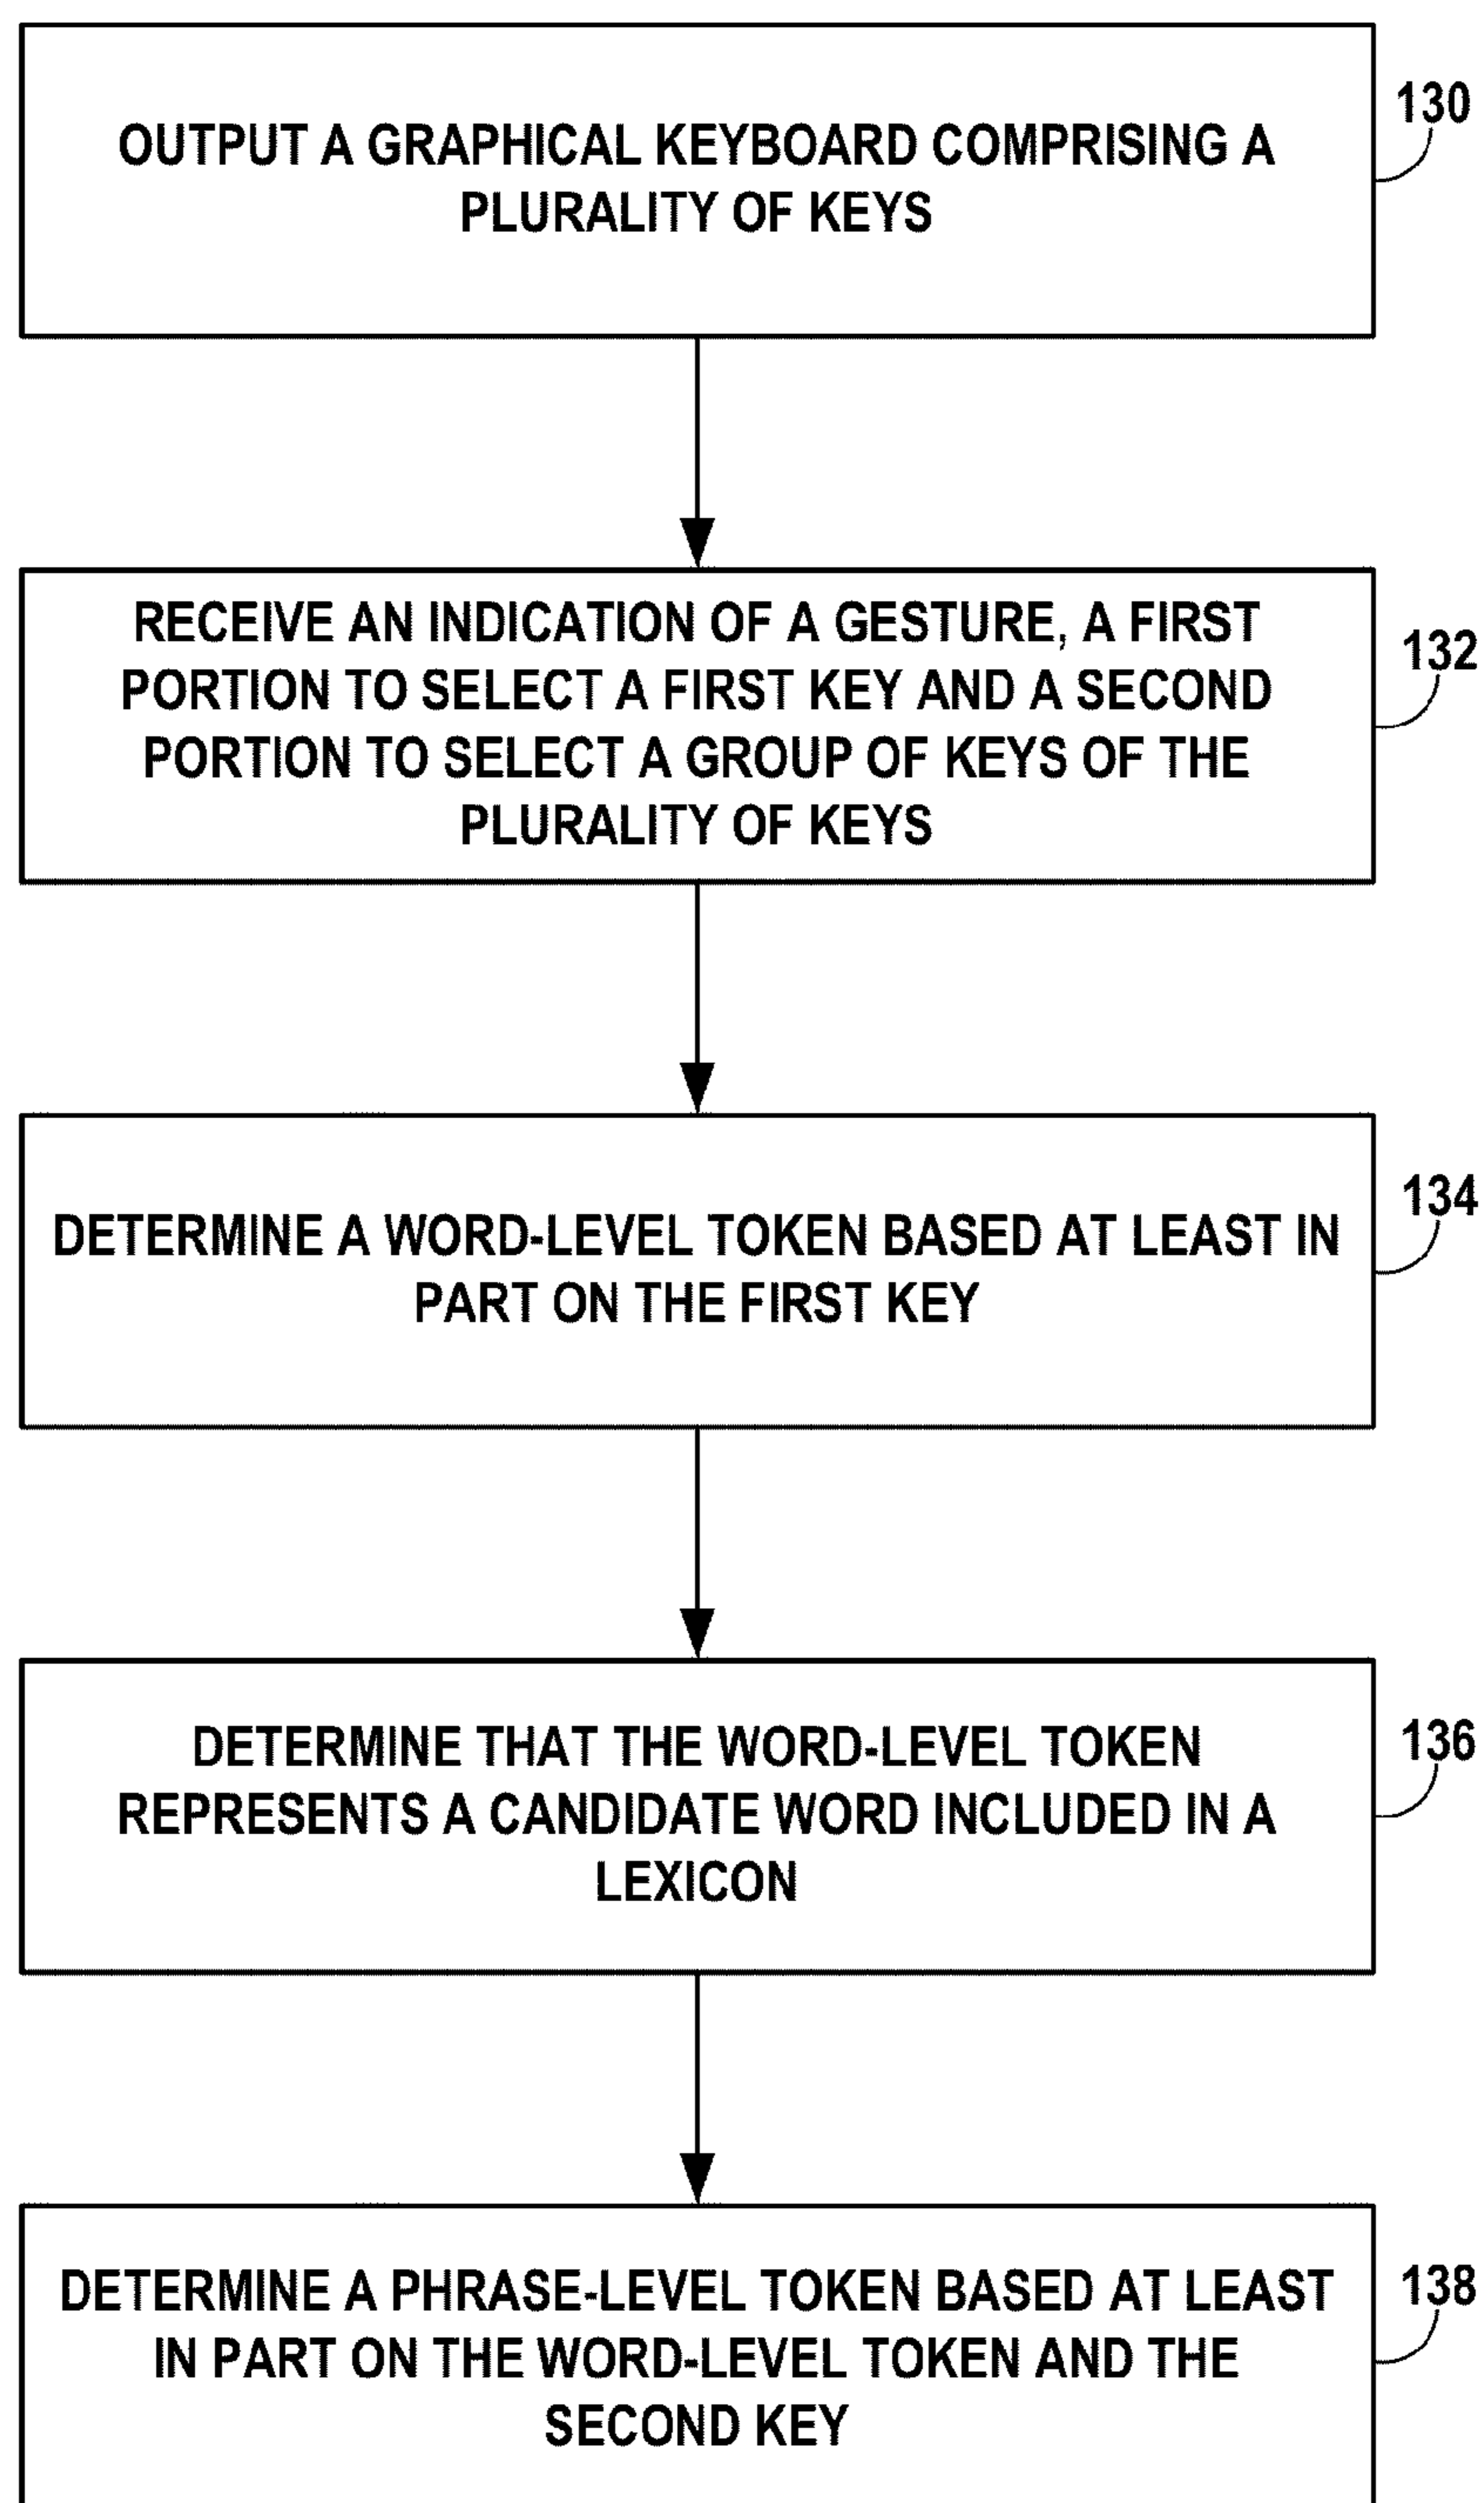 OUTPUT A GRAPHICAL KEYBOARD COMPRISING A
PLURALITY OF KEYS
130
RECEIVE AN INDICATION OF A GESTURE, A FIRST
PORTION TO SELECT A FIRST KEY AND A SECOND
PORTION TO SELECT A GROUP OF KEYS OF THE
PLURALITY OF KEYS
132
DETERMINE A WORD-LEVEL TOKEN BASED AT LEAST IN
PART ON THE FIRST KEY
134
DETERMINE THAT THE WORD-LEVEL TOKEN
REPRESENTS A CANDIDATE WORD INCLUDED IN A
LEXICON
136
DETERMINE A PHRASE-LEVEL TOKEN BASED AT LEAST
IN PART ON THE WORD-LEVEL TOKEN AND THE
SECOND KEY
138